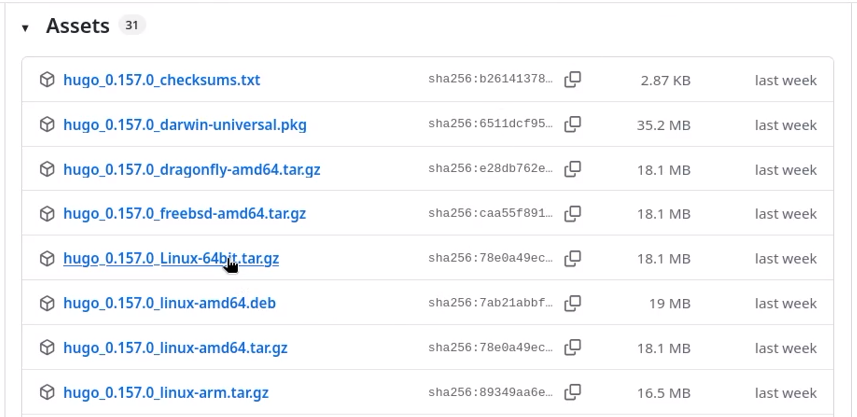 Assets 31
hugo_0.157.0_checksums.txt sha256:b26141378… 2.87 KB last week
hugo_0.157.0_darwin-universal.pkg sha256:6511dcf95… 35.2 MB last week
hugo_0.157.0_dragonfly-amd64.tar.gz sha256:e28db762e… 18.1 MB last week
hugo_0.157.0_freebsd-amd64.tar.gz sha256:caa55f891… 18.1 MB last week
hugo_0.157.0_Linux-64bit.tar.gz sha256:78e0a49ec… 18.1 MB last week
hugo_0.157.0_linux-amd64.deb sha256:7ab21abbf… 19 MB last week
hugo_0.157.0_linux-amd64.tar.gz sha256:78e0a49ec… 18.1 MB last week
hugo_0.157.0_linux-arm.tar.gz sha256:89349aa6e… 16.5 MB last week